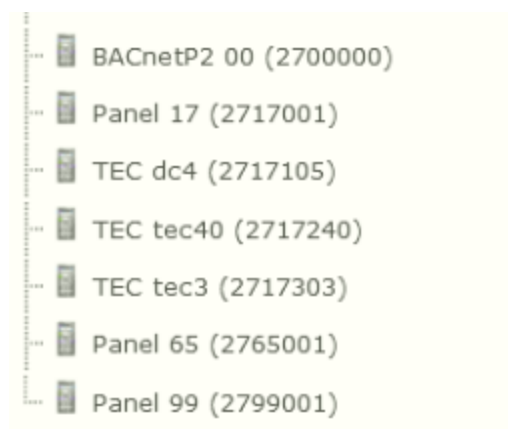 BACnetP2 00 (2700000)
Panel 17 (2717001)
TEC dc4 (2717105)
TEC tec40 (2717240)
TEC tec3 (2717303)
Panel 65 (2765001)
Panel 99 (2799001)